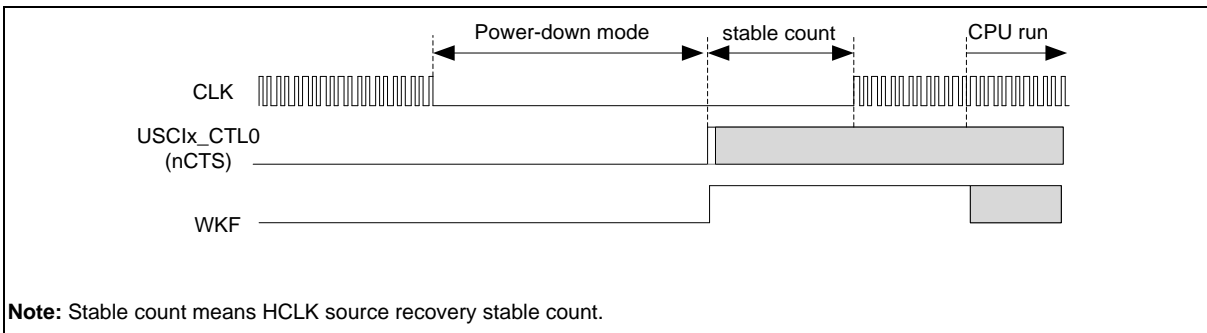 Power-down mode stable count CPU run
CLK
USCIx_CTL0
(nCTS)
WKF
Note: Stable count means HCLK source recovery stable count.